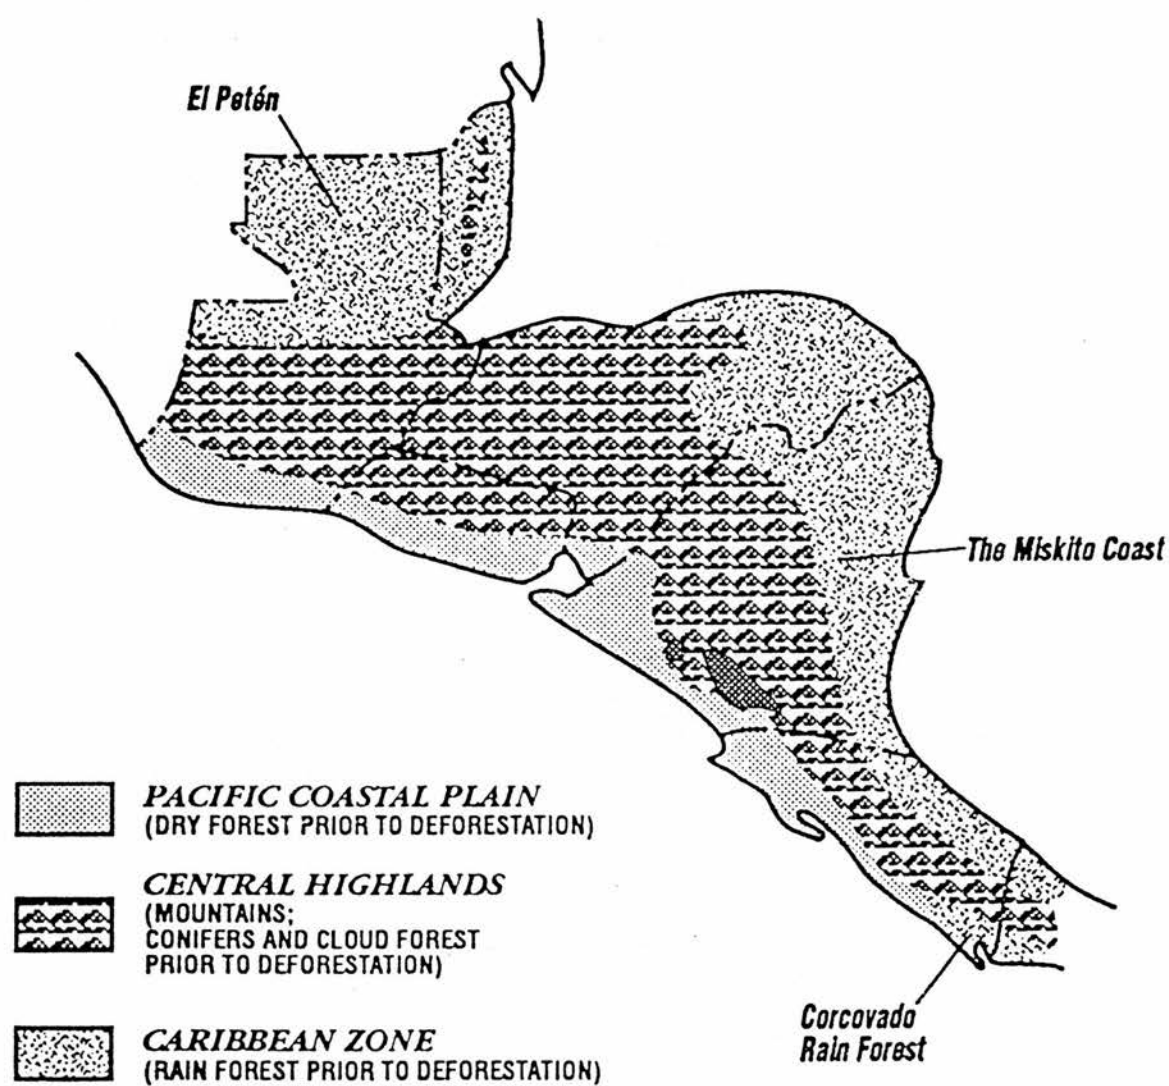 El Petén
The Miskito Coast
PACIFIC COASTAL PLAIN
(DRY FOREST PRIOR TO DEFORESTATION)
CENTRAL HIGHLANDS
(MOUNTAINS;
CONIFERS AND CLOUD FOREST
PRIOR TO DEFORESTATION)
CARIBBEAN ZONE
(RAIN FOREST PRIOR TO DEFORESTATION)
Corcovado
Rain Forest